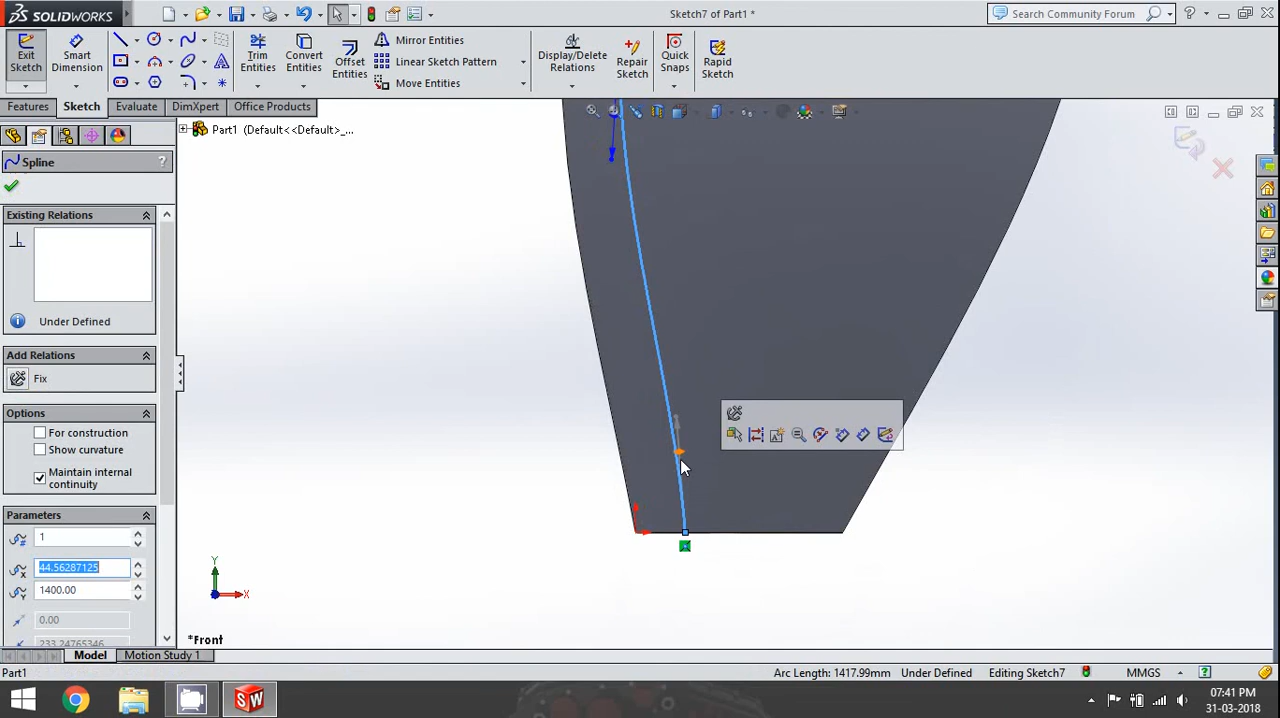 SOLIDWORKS
Sketch7 of Part1 *
Search Community Forum
Exit Sketch
Smart Dimension
Trim Entities
Convert Entities
Offset Entities
Mirror Entities
Linear Sketch Pattern
Move Entities
Display/Delete Relations
Repair Sketch
Quick Snaps
Rapid Sketch
Features
Sketch
Evaluate
DimXpert
Office Products
Part1 (Default<<Default>_...
Spline
?
Existing Relations
Under Defined
Add Relations
Fix
Options
For construction
Show curvature
Maintain internal
continuity
Parameters
1
44.56287125
1400.00
0.00
233.24765346
Y
X
*Front
Model
Motion Study 1
Part1
Arc Length: 1417.99mm
Under Defined
Editing Sketch7
MMGS
07:41 PM
31-03-2018